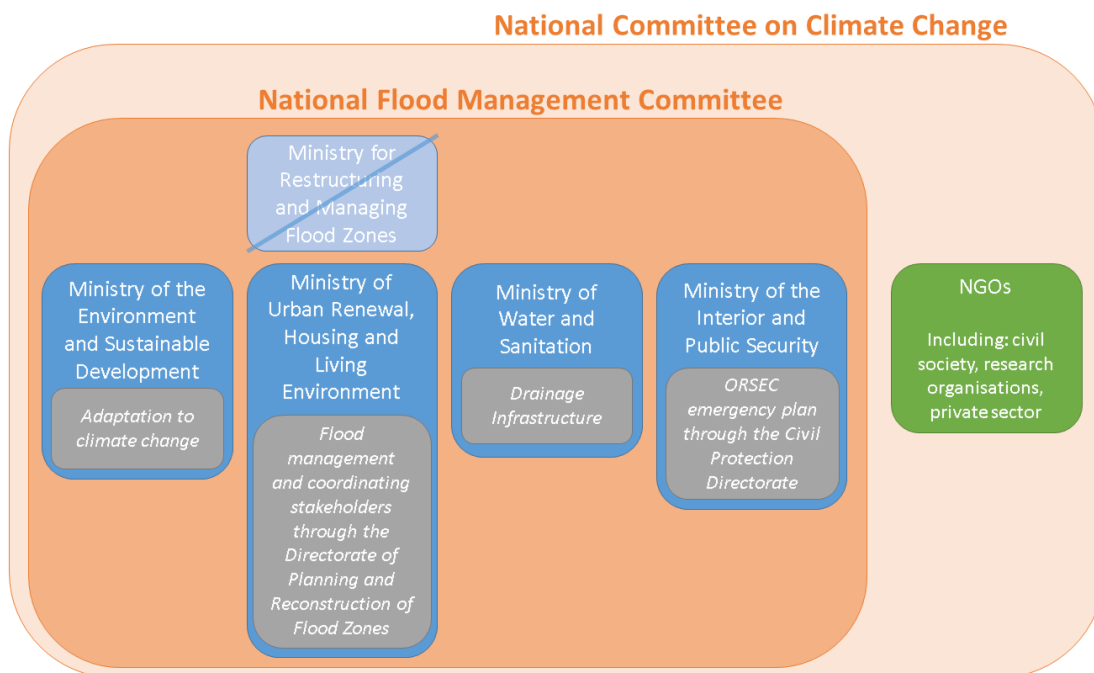 National Committee on Climate Change
National Flood Management Committee
Ministry for
Restructuring
and Managing
Flood Zones
Ministry of the
Environment
and Sustainable
Development
Adaptation to
climate change
Ministry of
Urban Renewal,
Housing and
Living
Environment
Flood
management
and coordinating
stakeholders
through the
Directorate of
Planning and
Reconstruction of
Flood Zones
Ministry of
Water and
Sanitation
Drainage
Infrastructure
Ministry of the
Interior and
Public Security
ORSEC
emergency plan
through the Civil
Protection
Directorate
NGOs
Including: civil
society, research
organisations,
private sector